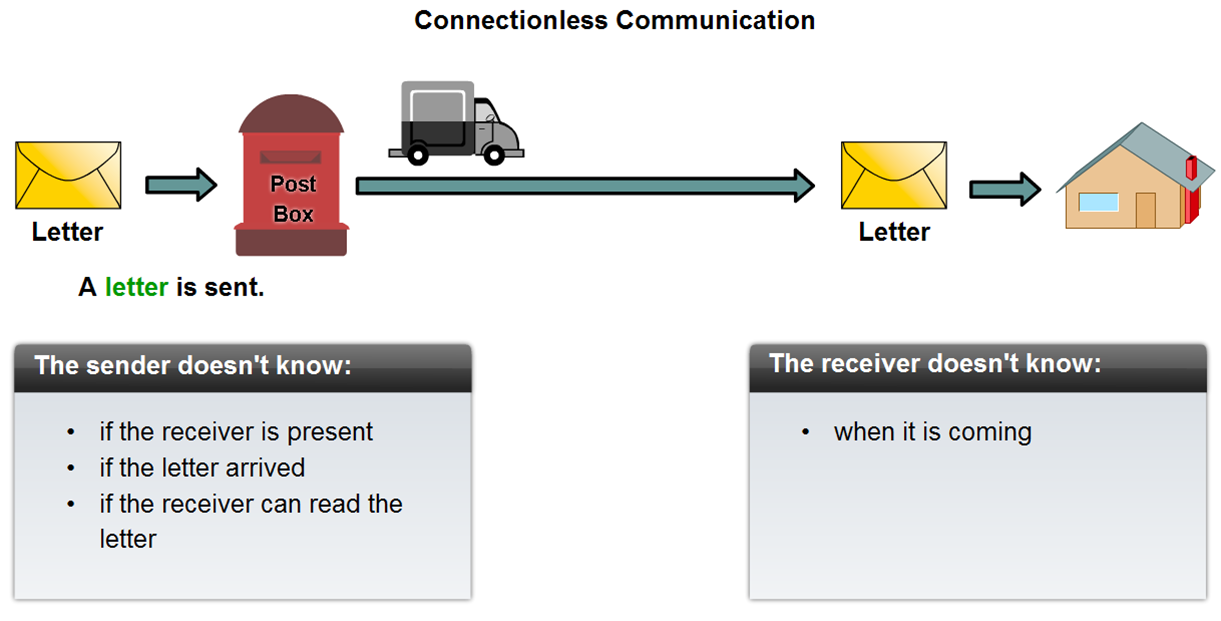 Connectionless Communication
Post
Box
Letter
Letter
A letter is sent.
The sender doesn't know:
• if the receiver is present
• if the letter arrived
• if the receiver can read the
letter
The receiver doesn't know:
• when it is coming